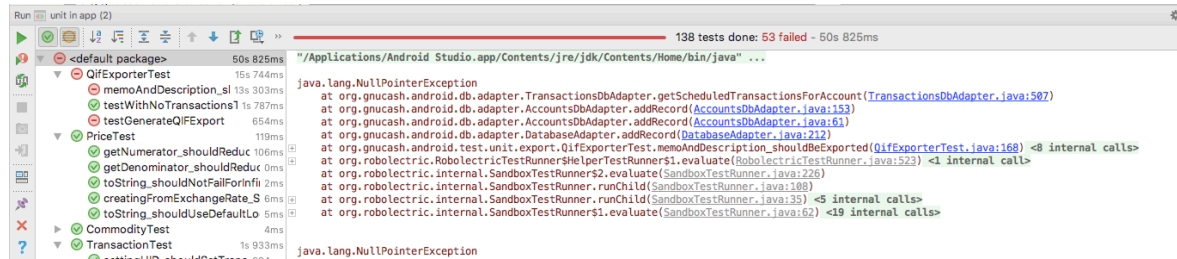 Run unit in app (2)
138 tests done: 53 failed - 50s 825ms
<default package> 50s 825ms
QifExporterTest 15s 744ms
memoAndDescription_sl 13s 303ms
testWithNoTransactions1 1s 787ms
testGenerateQIFExport 654ms
PriceTest 119ms
getNumerator_shouldReduc 106ms
getDenominator_shouldReduc 0ms
toString_shouldNotFailForInfi 2ms
creatingFromExchangeRate_S 6ms
toString_shouldUseDefaultLo 5ms
CommodityTest 4ms
TransactionTest 1s 933ms
"/Applications/Android Studio.app/Contents/jre/jdk/Contents/Home/bin/java" ...
java.lang.NullPointerException
at org.gnucash.android.db.adapter.TransactionsDbAdapter.getScheduledTransactionsForAccount(TransactionsDbAdapter.java:507)
at org.gnucash.android.db.adapter.AccountsDbAdapter.addRecord(AccountsDbAdapter.java:153)
at org.gnucash.android.db.adapter.AccountsDbAdapter.addRecord(AccountsDbAdapter.java:61)
at org.gnucash.android.db.adapter.DatabaseAdapter.addRecord(DatabaseAdapter.java:212)
at org.gnucash.android.test.unit.export.QifExporterTest.memoAndDescription_shouldBeExported(QifExporterTest.java:168) <8 internal calls>
at org.robolectric.RobolectricTestRunner$HelperTestRunner$1.evaluate(RobolectricTestRunner.java:523) <1 internal call>
at org.robolectric.internal.SandboxTestRunner$2.evaluate(SandboxTestRunner.java:226)
at org.robolectric.internal.SandboxTestRunner.runChild(SandboxTestRunner.java:108)
at org.robolectric.internal.SandboxTestRunner.runChild(SandboxTestRunner.java:35) <5 internal calls>
at org.robolectric.internal.SandboxTestRunner$1.evaluate(SandboxTestRunner.java:62) <19 internal calls>
java.lang.NullPointerException